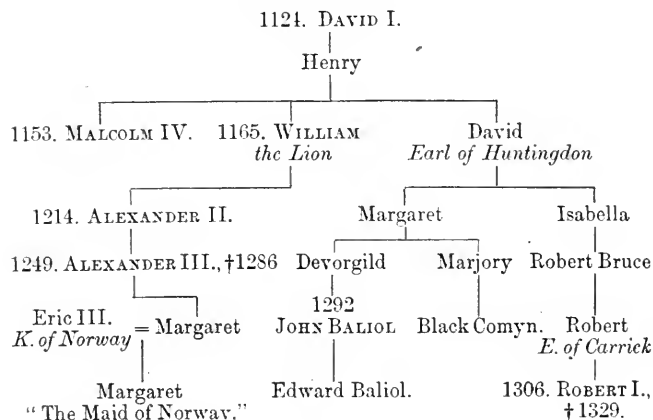 1124. DAVID I.
Henry
1153. MALCOLM IV. 1165. WILLIAM David
the Lion Earl of Huntingdon
1214. ALEXANDER II. Margaret Isabella
1249. ALEXANDER III., †1286 Devorgild Marjory Robert Bruce
Eric III. = Margaret 1292
K. of Norway JOHN BALIOL Black Comyn. Robert
E. of Carrick
Margaret Edward Baliol. 1306. ROBERT I.,
"The Maid of Norway." †1329.